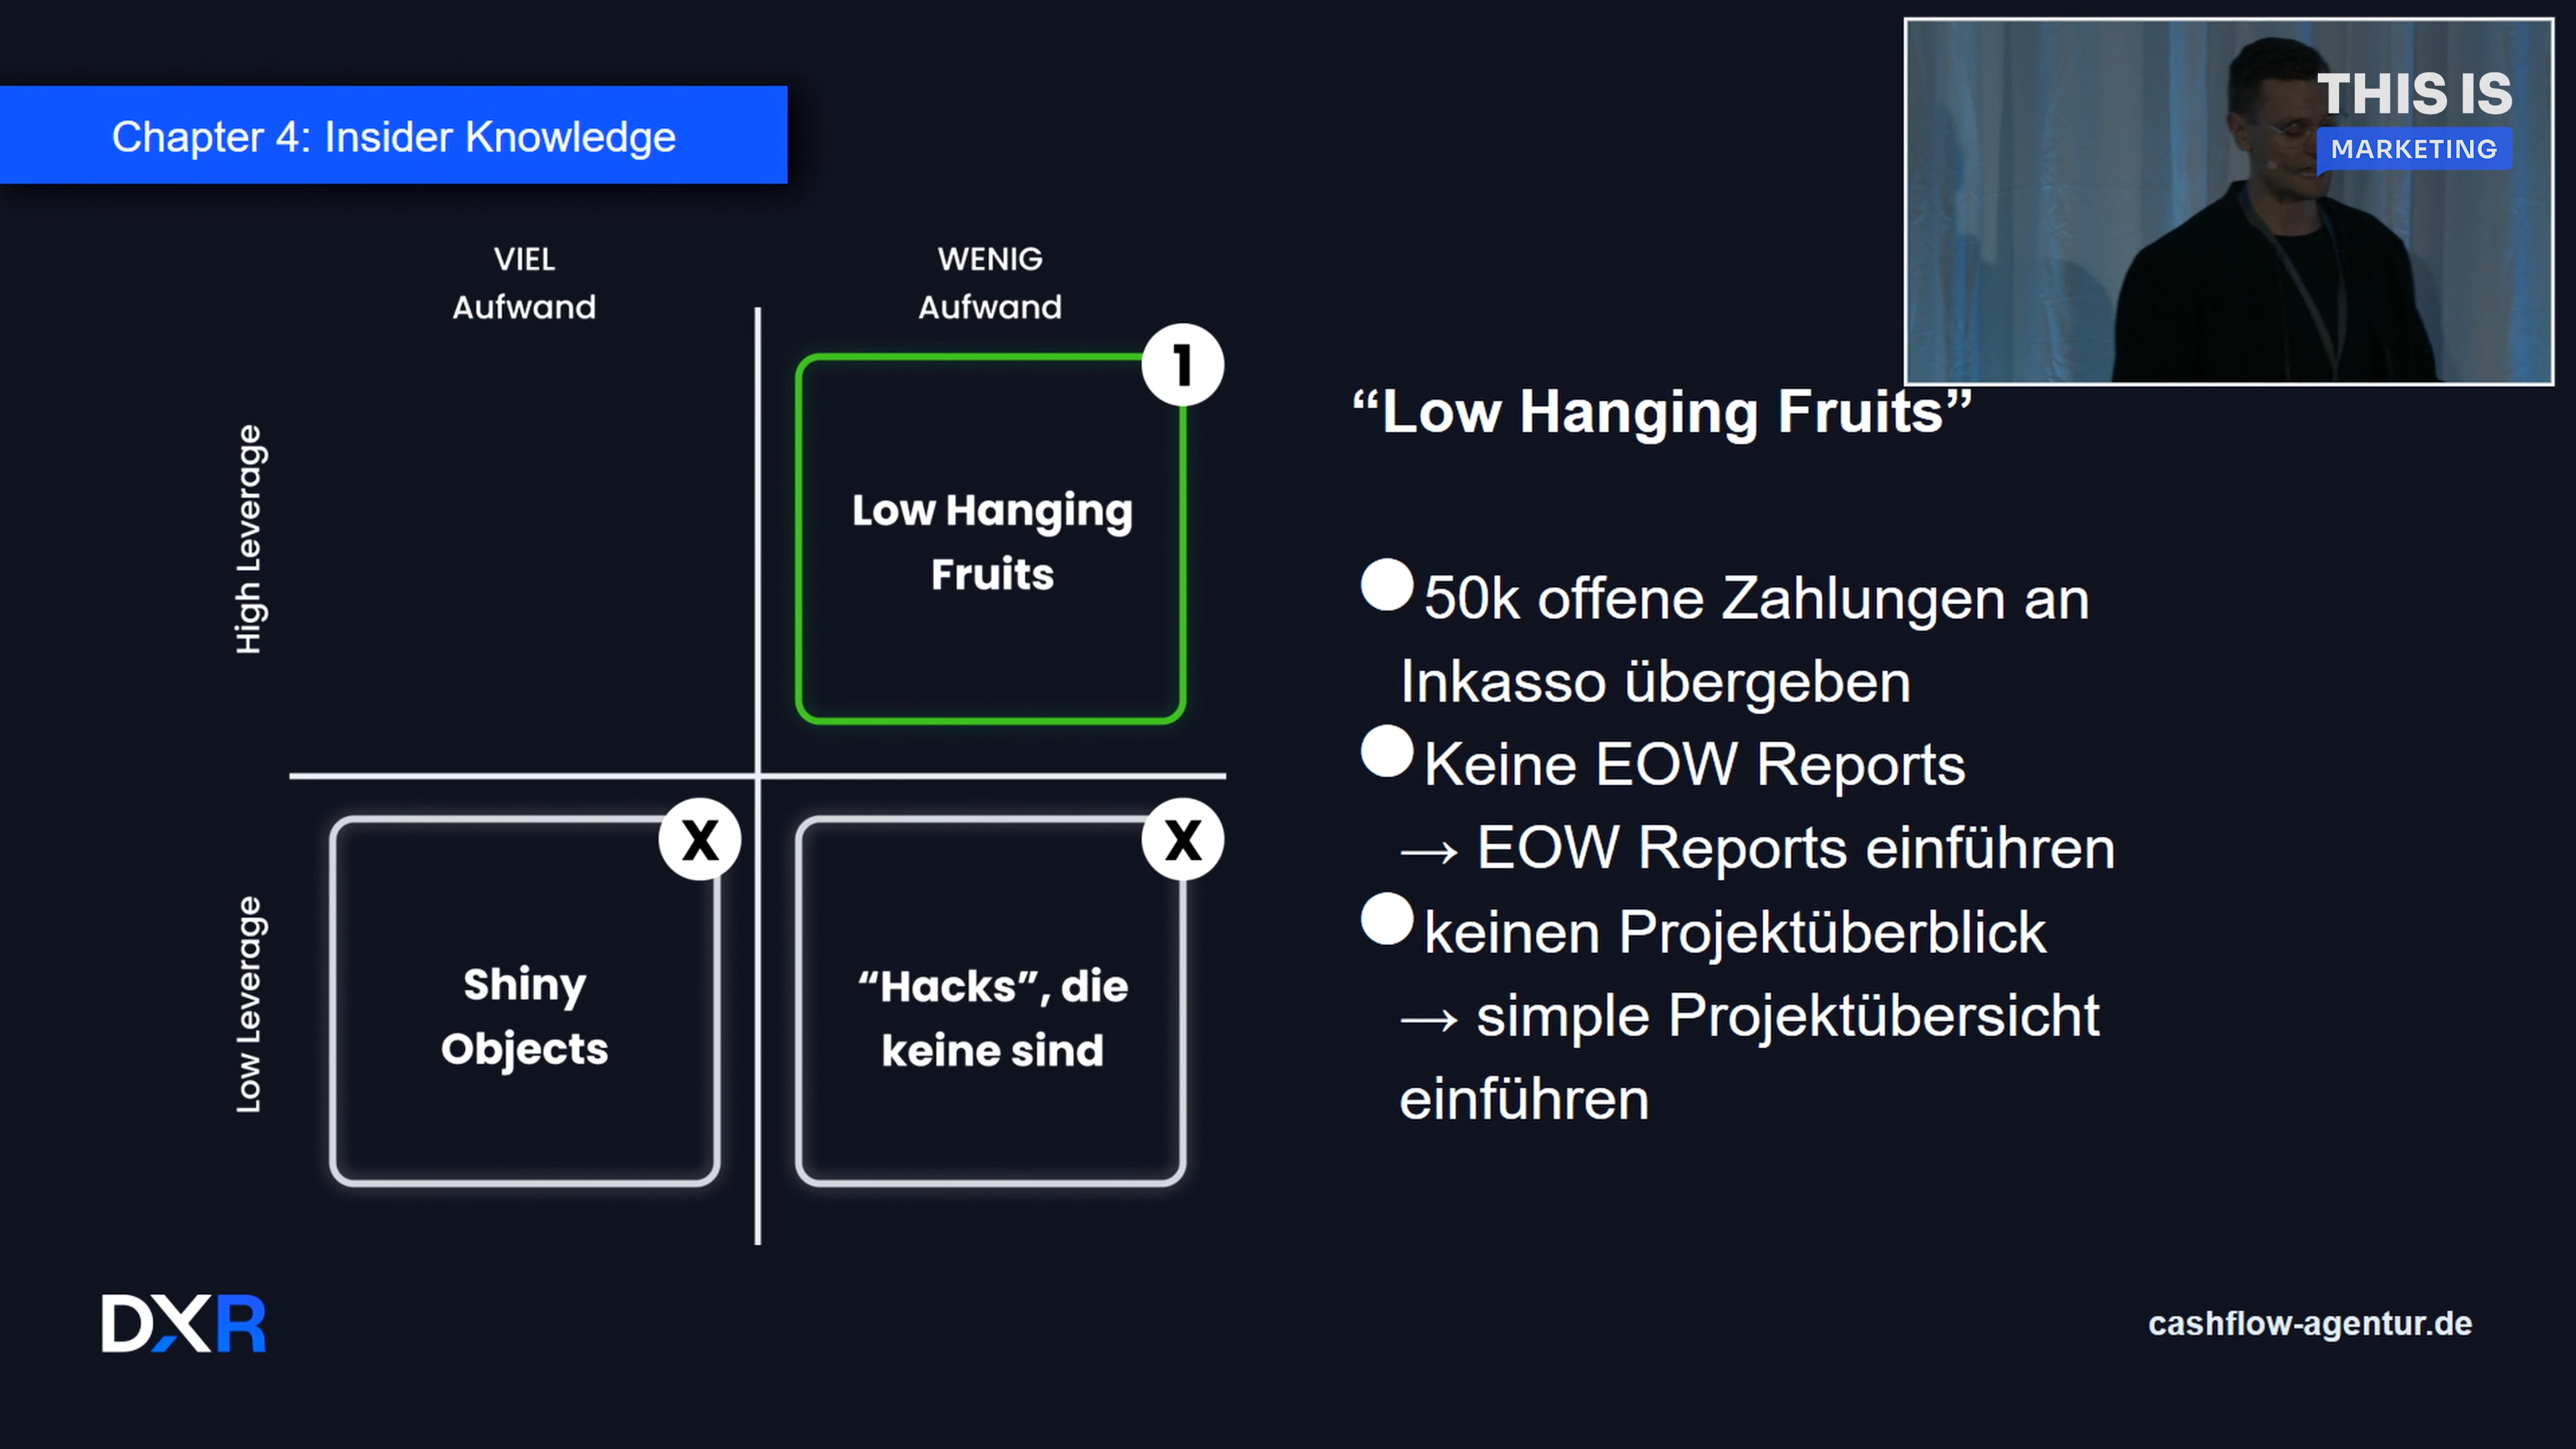 Chapter 4: Insider Knowledge
THIS IS
MARKETING
VIEL
Aufwand
WENIG
Aufwand
High Leverage
1
Low Hanging
Fruits
Low Leverage
X
Shiny
Objects
X
“Hacks”, die
keine sind
“Low Hanging Fruits”
50k offene Zahlungen an
Inkasso übergeben
Keine EOW Reports
→ EOW Reports einführen
keinen Projektüberblick
→ simple Projektübersicht
einführen
DXR
cashflow-agentur.de